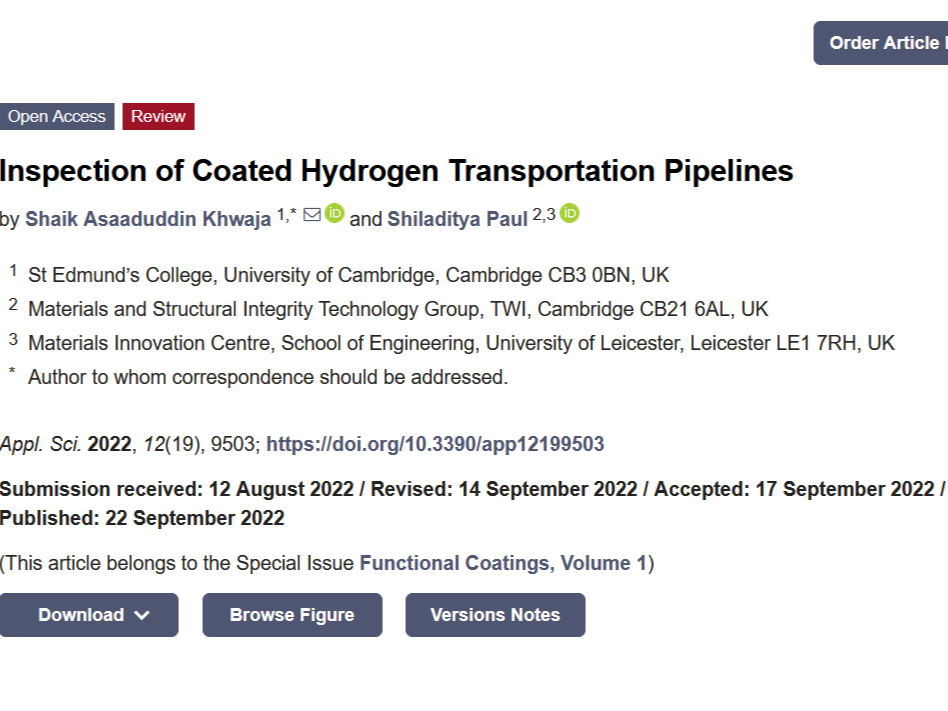 Order Article
Open Access Review
Inspection of Coated Hydrogen Transportation Pipelines
by Shaik Asaaduddin Khwaja 1,* iD and Shiladitya Paul 2,3 iD
1 St Edmund’s College, University of Cambridge, Cambridge CB3 0BN, UK
2 Materials and Structural Integrity Technology Group, TWI, Cambridge CB21 6AL, UK
3 Materials Innovation Centre, School of Engineering, University of Leicester, Leicester LE1 7RH, UK
* Author to whom correspondence should be addressed.
Appl. Sci. 2022, 12(19), 9503; https://doi.org/10.3390/app12199503
Submission received: 12 August 2022 / Revised: 14 September 2022 / Accepted: 17 September 2022 /
Published: 22 September 2022
(This article belongs to the Special Issue Functional Coatings, Volume 1)
Download Browse Figure Versions Notes